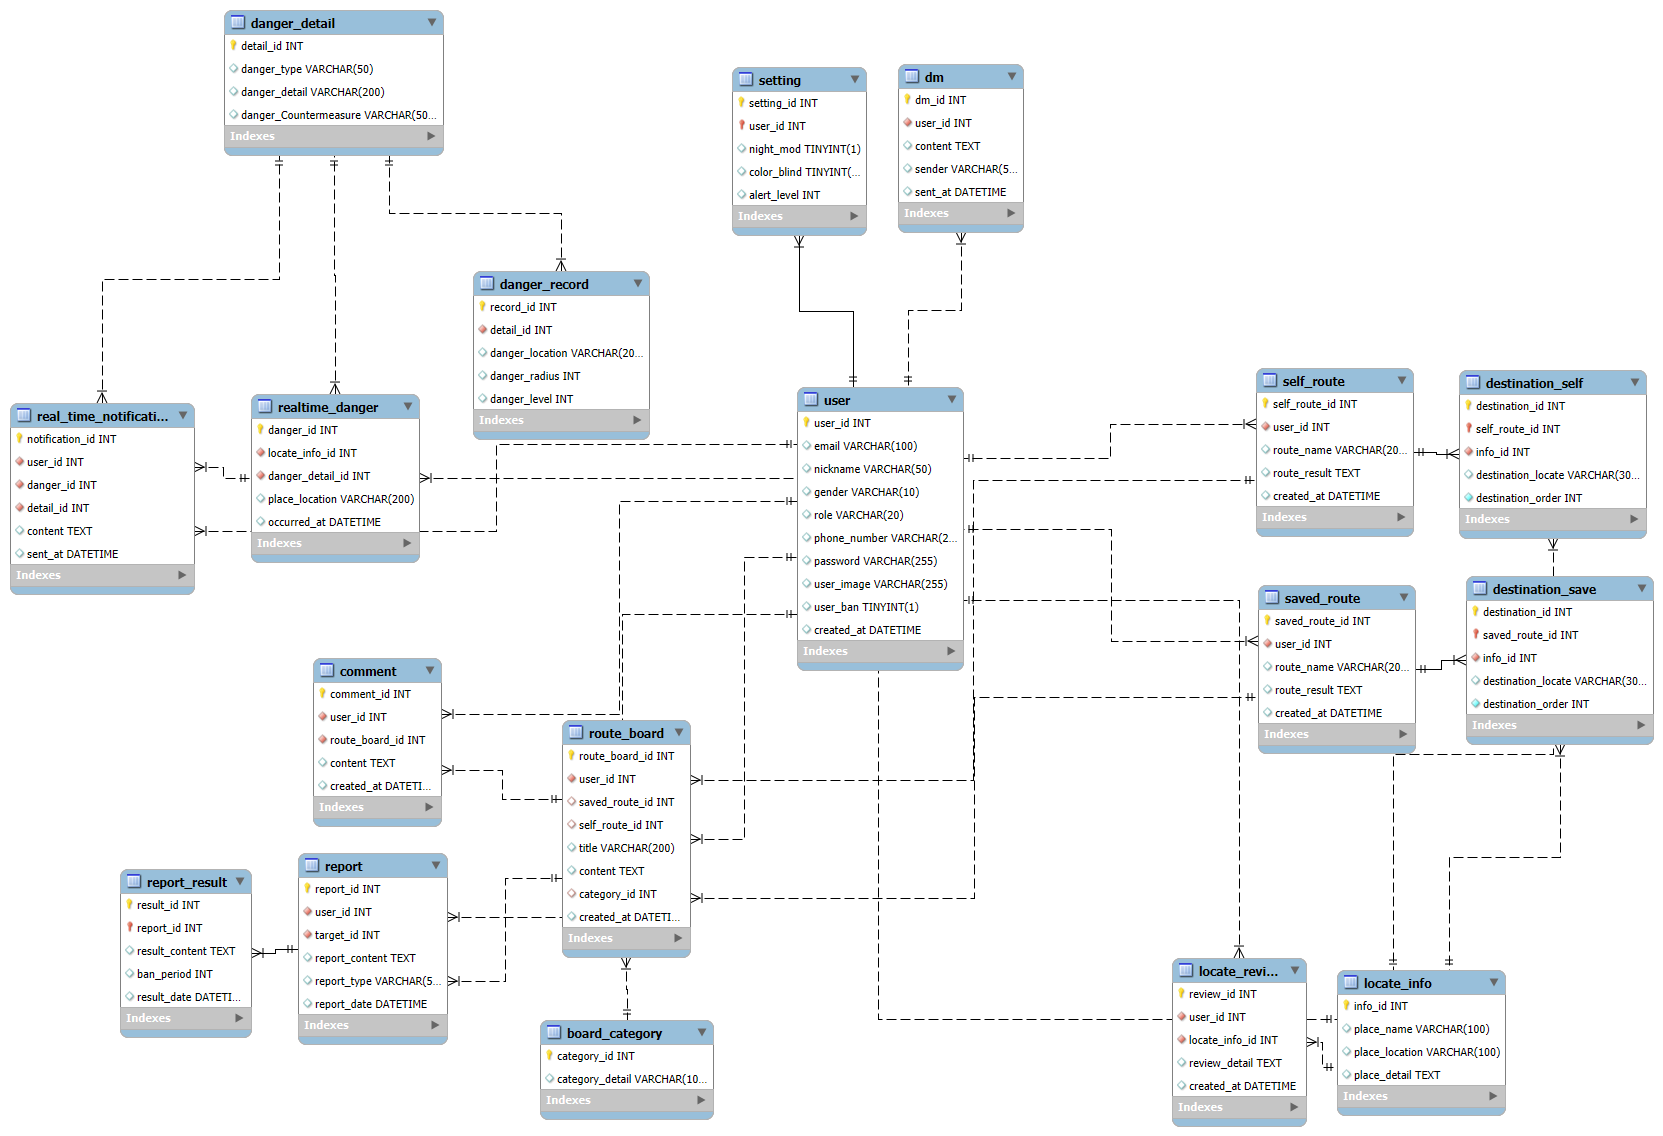 danger_detail
detail_id INT
danger_type VARCHAR(50)
danger_detail VARCHAR(200)
danger_Countermeasure VARCHAR(50...
Indexes
setting
setting_id INT
user_id INT
night_mod TINYINT(1)
color_blind TINYINT(...
alert_level INT
Indexes
dm
dm_id INT
user_id INT
content TEXT
sender VARCHAR(5...
sent_at DATETIME
Indexes
danger_record
record_id INT
detail_id INT
danger_location VARCHAR(20...
danger_radius INT
danger_level INT
Indexes
real_time_notificati...
notification_id INT
user_id INT
danger_id INT
detail_id INT
content TEXT
sent_at DATETIME
Indexes
realtime_danger
danger_id INT
locate_info_id INT
danger_detail_id INT
place_location VARCHAR(200)
occurred_at DATETIME
Indexes
user
user_id INT
email VARCHAR(100)
nickname VARCHAR(50)
gender VARCHAR(10)
role VARCHAR(20)
phone_number VARCHAR(2...
password VARCHAR(255)
user_image VARCHAR(255)
user_ban TINYINT(1)
created_at DATETIME
Indexes
self_route
self_route_id INT
user_id INT
route_name VARCHAR(20...
route_result TEXT
created_at DATETIME
Indexes
destination_self
destination_id INT
self_route_id INT
info_id INT
destination_locate VARCHAR(30...
destination_order INT
Indexes
saved_route
saved_route_id INT
user_id INT
route_name VARCHAR(20...
route_result TEXT
created_at DATETIME
Indexes
destination_save
destination_id INT
saved_route_id INT
info_id INT
destination_locate VARCHAR(30...
destination_order INT
Indexes
comment
comment_id INT
user_id INT
route_board_id INT
content TEXT
created_at DATETI...
Indexes
route_board
route_board_id INT
user_id INT
saved_route_id INT
self_route_id INT
title VARCHAR(200)
content TEXT
category_id INT
created_at DATETI...
Indexes
report_result
result_id INT
report_id INT
result_content TEXT
ban_period INT
result_date DATETI...
Indexes
report
report_id INT
user_id INT
target_id INT
report_content TEXT
report_type VARCHAR(5...
report_date DATETIME
Indexes
board_category
category_id INT
category_detail VARCHAR(10...
Indexes
locate_revi...
review_id INT
user_id INT
locate_info_id INT
review_detail TEXT
created_at DATETIME
Indexes
locate_info
info_id INT
place_name VARCHAR(100)
place_location VARCHAR(100)
place_detail TEXT
Indexes